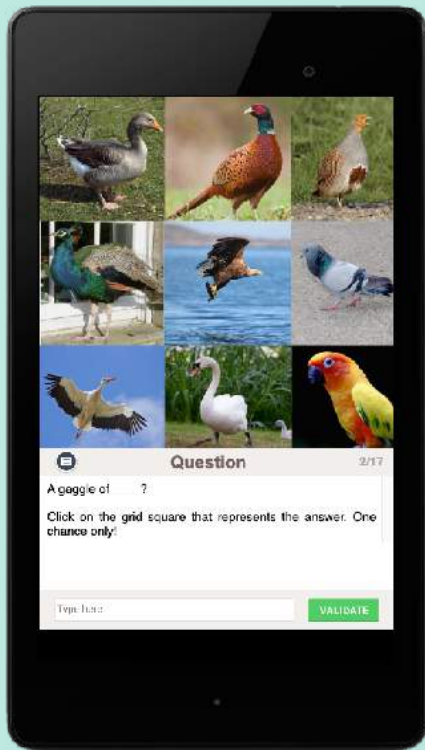 Question
2/17
A gaggle of ?
Click on the grid square that represents the answer. One
chance only!
Type here
VALIDATE